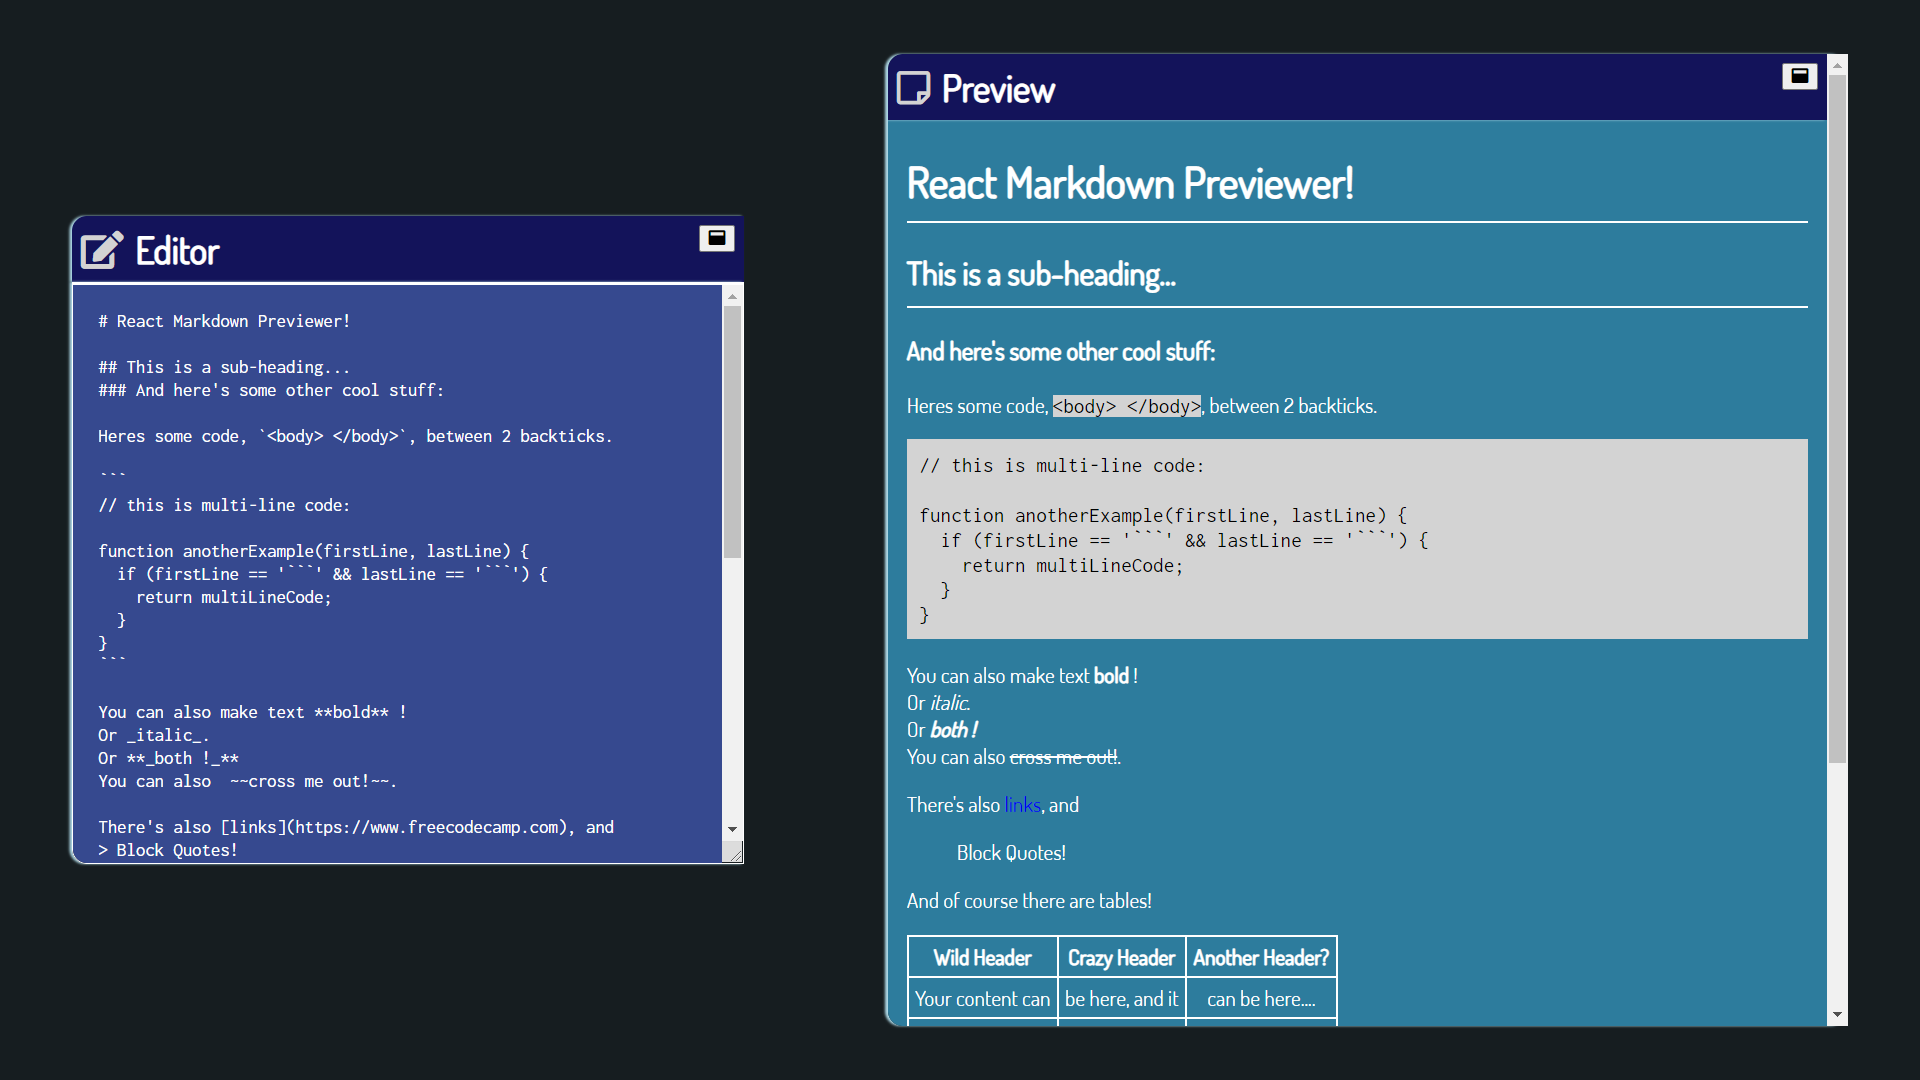 Editor
# React Markdown Previewer!
## This is a sub-heading...
### And here's some other cool stuff:
Heres some code, `<body> </body>`, between 2 backticks.
```
// this is multi-line code:
function anotherExample(firstLine, lastLine) {
  if (firstLine == '```' && lastLine == '```') {
    return multiLineCode;
  }
}
```
You can also make text **bold** !
Or _italic_.
Or **_both !_**
You can also  ~~cross me out!~~.
There's also [links](https://www.freecodecamp.com), and
> Block Quotes!
Preview
React Markdown Previewer!
This is a sub-heading...
And here's some other cool stuff:
Heres some code, <body> </body>, between 2 backticks.
// this is multi-line code:
function anotherExample(firstLine, lastLine) {
  if (firstLine == '```' && lastLine == '```') {
    return multiLineCode;
  }
}
You can also make text bold !
Or italic.
Or both !
You can also cross me out!.
There's also links, and
Block Quotes!
And of course there are tables!
Wild Header Crazy Header Another Header?
Your content can be here, and it can be here....